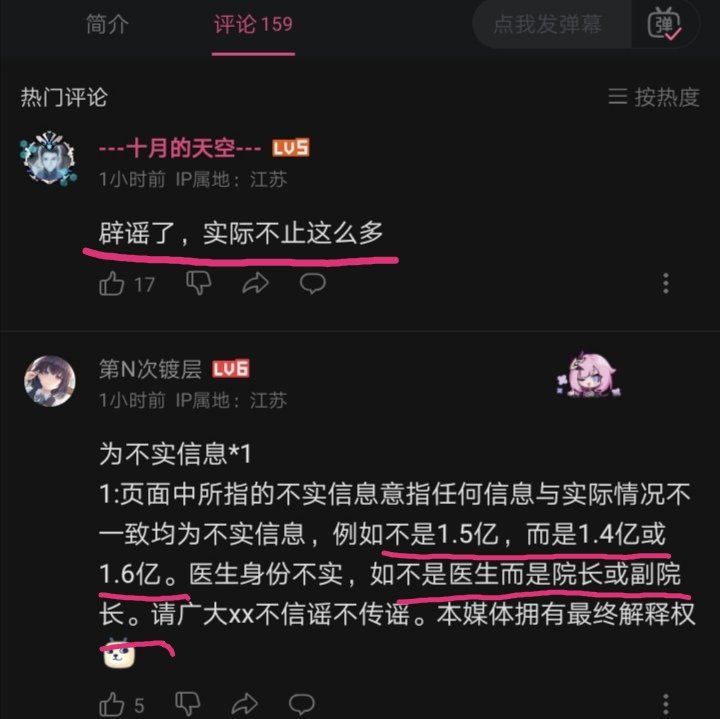 简介 评论 159 点我发弹幕 弹
热门评论 按热度
---十月的天空--- LV5
1小时前 IP属地：江苏
辟谣了，实际不止这么多
17
第N次镀层 LV6
1小时前 IP属地：江苏
为不实信息*1
1:页面中所指的不实信息意指任何信息与实际情况不
一致均为不实信息，例如不是1.5亿，而是1.4亿或
1.6亿。医生身份不实，如不是医生而是院长或副院
长。请广大xx不信谣不传谣。本媒体拥有最终解释权
5